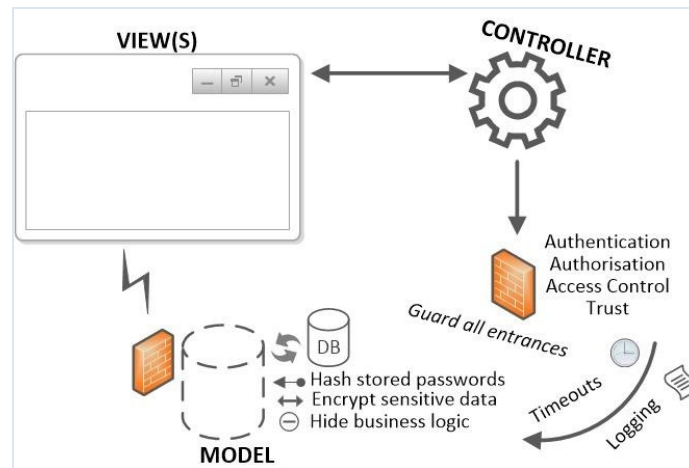 VIEW(S)
CONTROLLER
Authentication
Authorisation
Access Control
Trust
Guard all entrances
DB
Hash stored passwords
Encrypt sensitive data
Hide business logic
MODEL
Timeouts
Logging